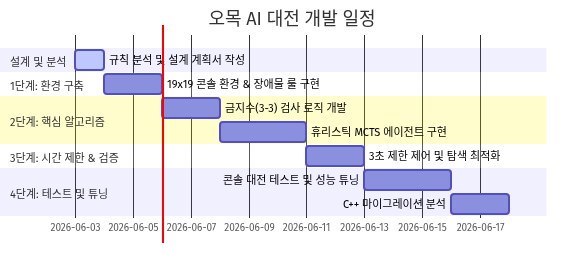 오목 AI 대전 개발 일정
설계 및 분석
규칙 분석 및 설계 계획서 작성
1단계: 환경 구축
19x19 콘솔 환경 & 장애물 룰 구현
2단계: 핵심 알고리즘
금지수(3-3) 검사 로직 개발
휴리스틱 MCTS 에이전트 구현
3단계: 시간 제한 & 검증
3초 제한 제어 및 탐색 최적화
4단계: 테스트 및 튜닝
콘솔 대전 테스트 및 성능 튜닝
C++ 마이그레이션 분석
2026-06-03 2026-06-05 2026-06-07 2026-06-09 2026-06-11 2026-06-13 2026-06-15 2026-06-17